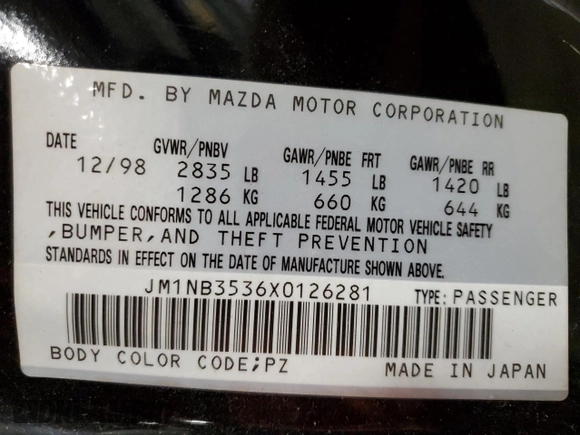 MFD. BY MAZDA MOTOR CORPORATION
DATE GVWR/PNBV GAWR/PNBE FRT GAWR/PNBE RR
12/98 2835 LB 1455 LB 1420 LB
1286 KG 660 KG 644 KG
THIS VEHICLE CONFORMS TO ALL APPLICABLE FEDERAL MOTOR VEHICLE SAFETY
,BUMPER,AND THEFT PREVENTION
STANDARDS IN EFFECT ON THE DATE OF MANUFACTURE SHOWN ABOVE.
JM1NB3536X0126281 TYPE: PASSENGER
BODY COLOR CODE;PZ MADE IN JAPAN